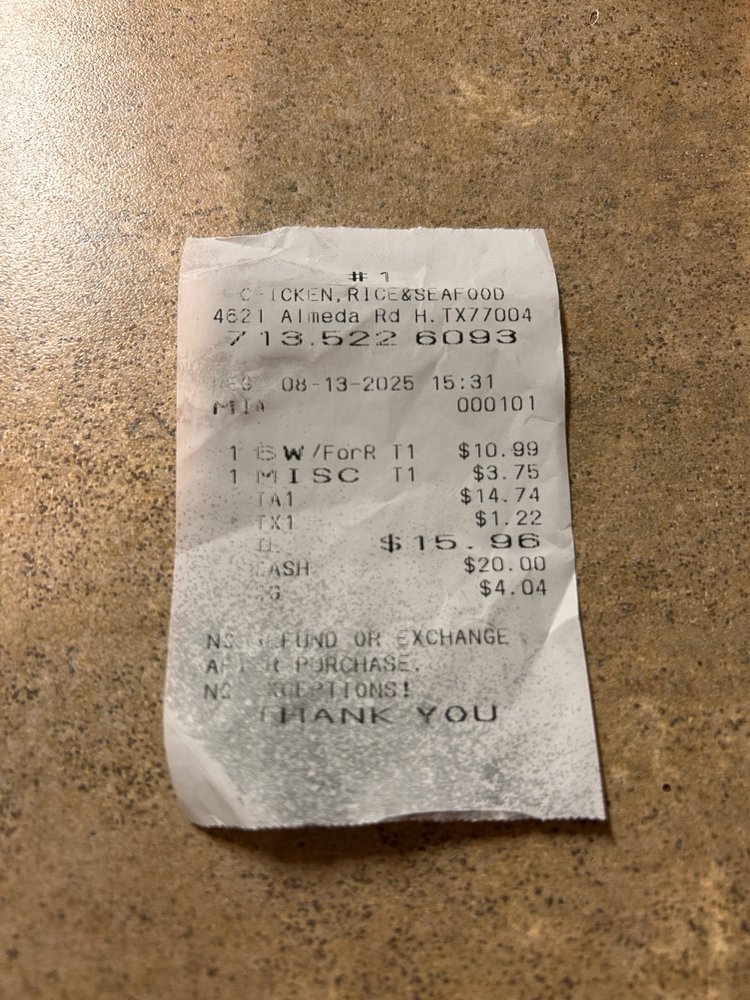 # 1
CHICKEN,RICE&SEAFOOD
4621 Almeda Rd H.TX77004
713.522 6093
REG 08-13-2025 15:31
MIA 000101
1 W/ForR T1 $10.99
1 MISC T1 $3.75
TA1 $14.74
TX1 $1.22
$15.96
CASH $20.00
$4.04
NO REFUND OR EXCHANGE
AFTER PURCHASE.
NO EXCEPTIONS!
THANK YOU